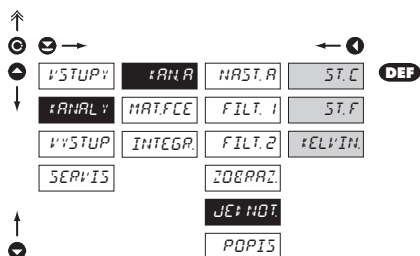 VSTUPY KAN. A NAST. A ST. C DEF
KANALY MAT.FCE FILT. 1 ST. F
VYSTUP INTEGR. FILT. 2 KELVIN.
SERVIS ZOBRAZ.
JEDNOT.
POPIS